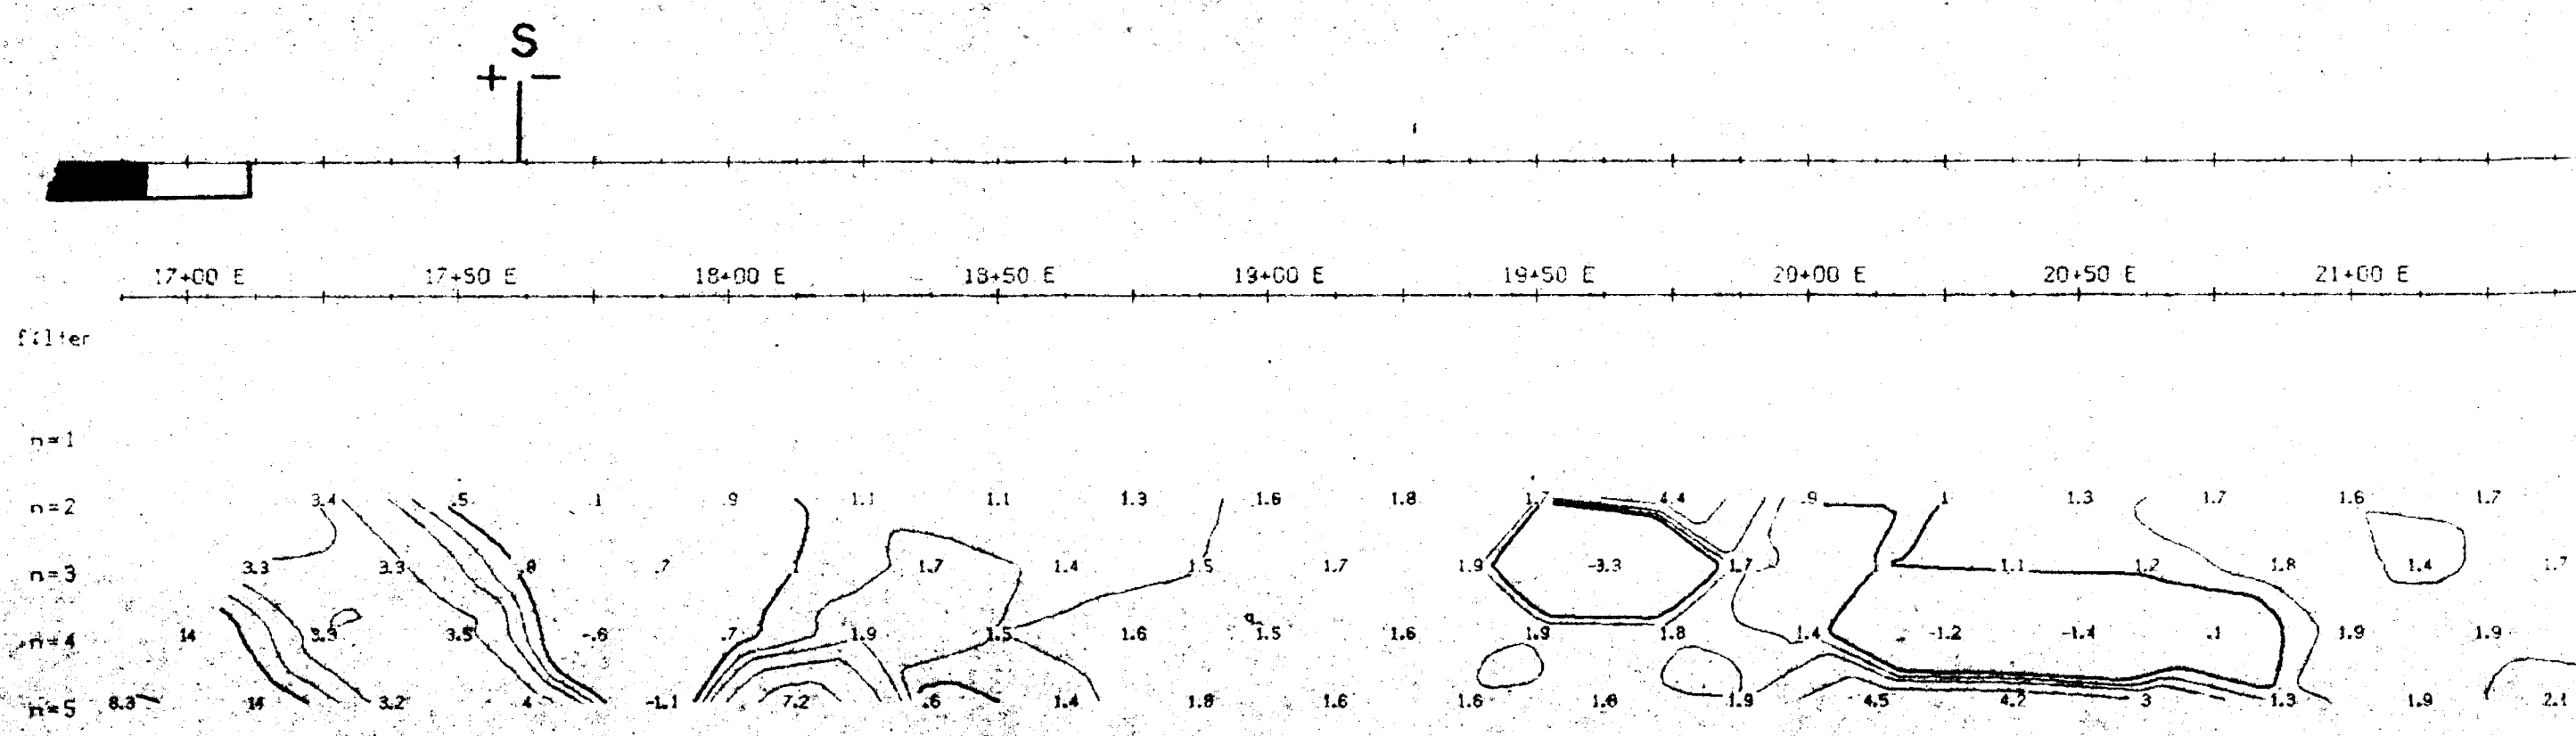 S
+ -
17+00 E 17+50 E 18+00 E 18+50 E 19+00 E 19+50 E 20+00 E 20+50 E 21+00 E
filter
n=1
n=2 3.4 .5 .1 .9 1.1 1.1 1.3 1.6 1.8 1.7 4.4 .9 1 1.3 1.7 1.6 1.7
n=3 3.3 3.3 .8 .7 1 1.7 1.4 1.5 1.7 1.9 -3.3 1.7 1.1 1.2 1.8 1.4 1.7
n=4 14 3.9 3.5 -.6 .7 1.9 1.5 1.6 1.5 1.6 1.9 1.8 1.4 -1.2 -1.4 .1 1.9 1.9
n=5 8.3 14 3.2 4 -1.1 7.2 .6 1.4 1.8 1.6 1.6 1.6 1.9 4.5 4.2 3 1.3 1.9 2.1